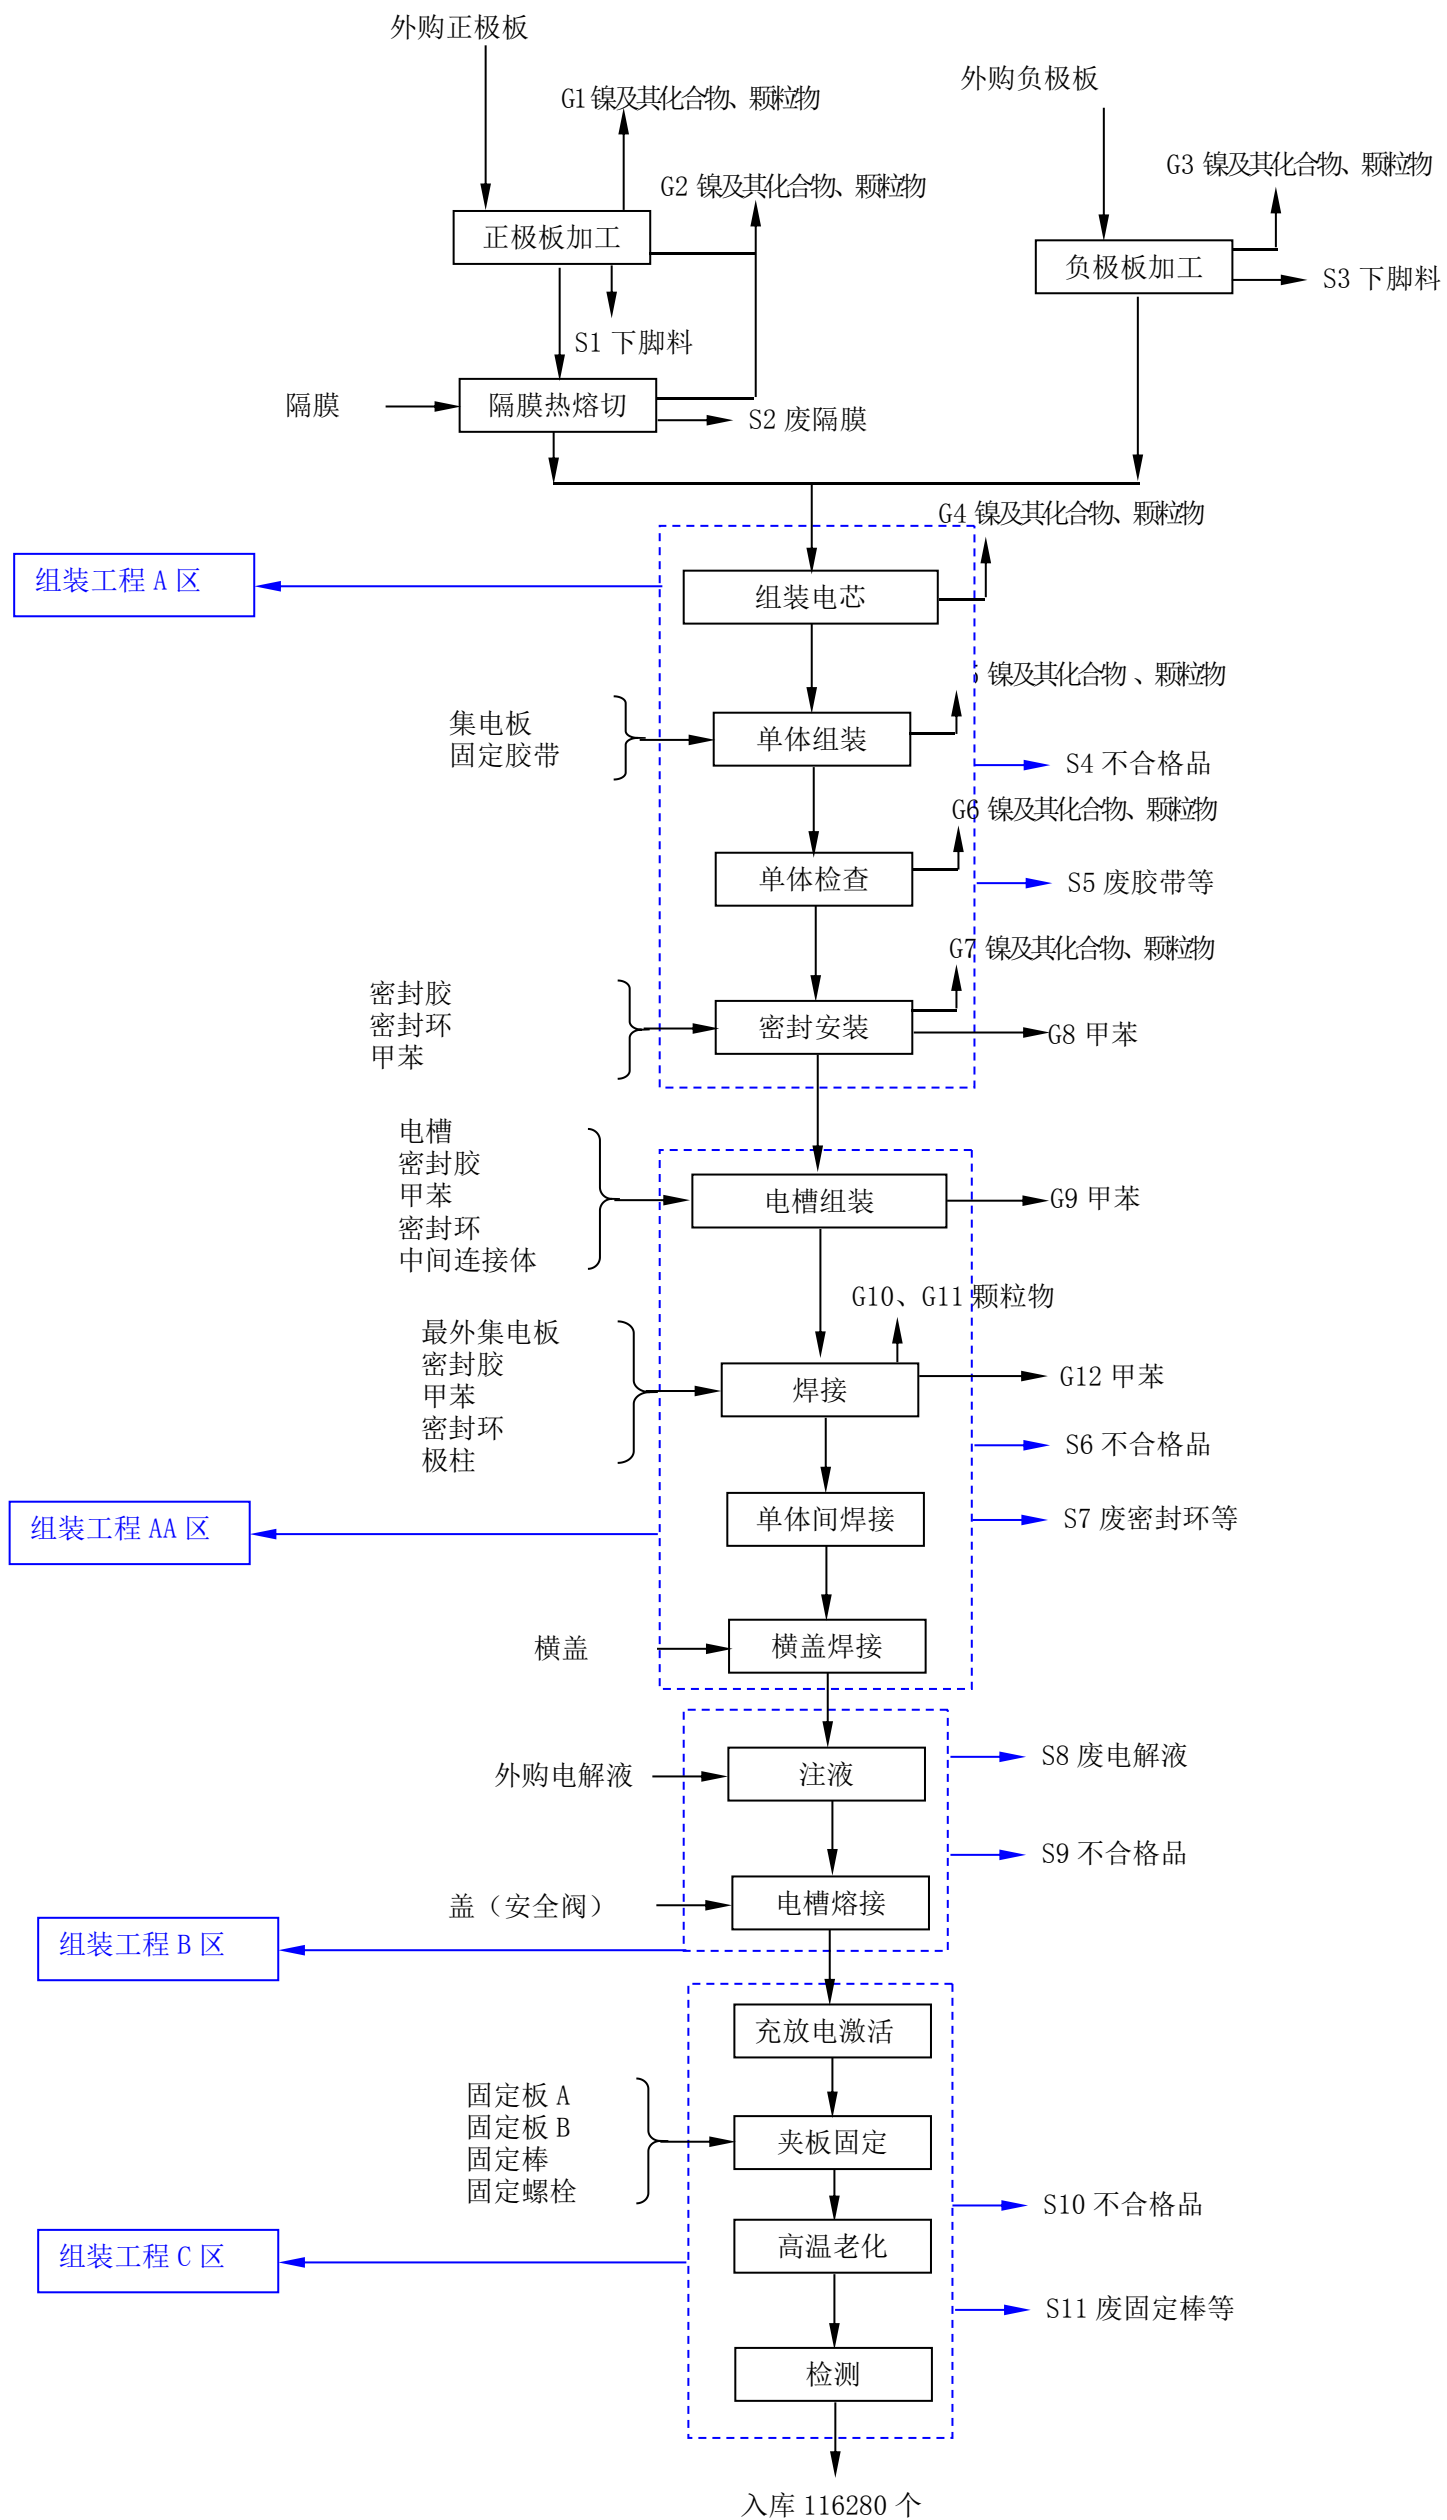 外购正极板
外购负极板
G1 镍及其化合物、颗粒物
G3 镍及其化合物、颗粒物
G2 镍及其化合物、颗粒物
正极板加工
负极板加工
S3 下脚料
S1 下脚料
隔膜
隔膜热熔切
S2 废隔膜
G4 镍及其化合物、颗粒物
组装工程 A 区
组装电芯
镍及其化合物 、颗粒物
集电板
固定胶带
单体组装
S4 不合格品
G6 镍及其化合物、颗粒物
单体检查
S5 废胶带等
G7 镍及其化合物、颗粒物
密封胶
密封环
甲苯
密封安装
G8 甲苯
电槽
密封胶
甲苯
密封环
中间连接体
电槽组装
G9 甲苯
G10、G11 颗粒物
最外集电板
密封胶
甲苯
密封环
极柱
焊接
G12 甲苯
S6 不合格品
组装工程 AA 区
单体间焊接
S7 废密封环等
横盖
横盖焊接
外购电解液
注液
S8 废电解液
S9 不合格品
盖（安全阀）
电槽熔接
组装工程 B 区
充放电激活
固定板 A
固定板 B
固定棒
固定螺栓
夹板固定
S10 不合格品
组装工程 C 区
高温老化
S11 废固定棒等
检测
入库 116280 个